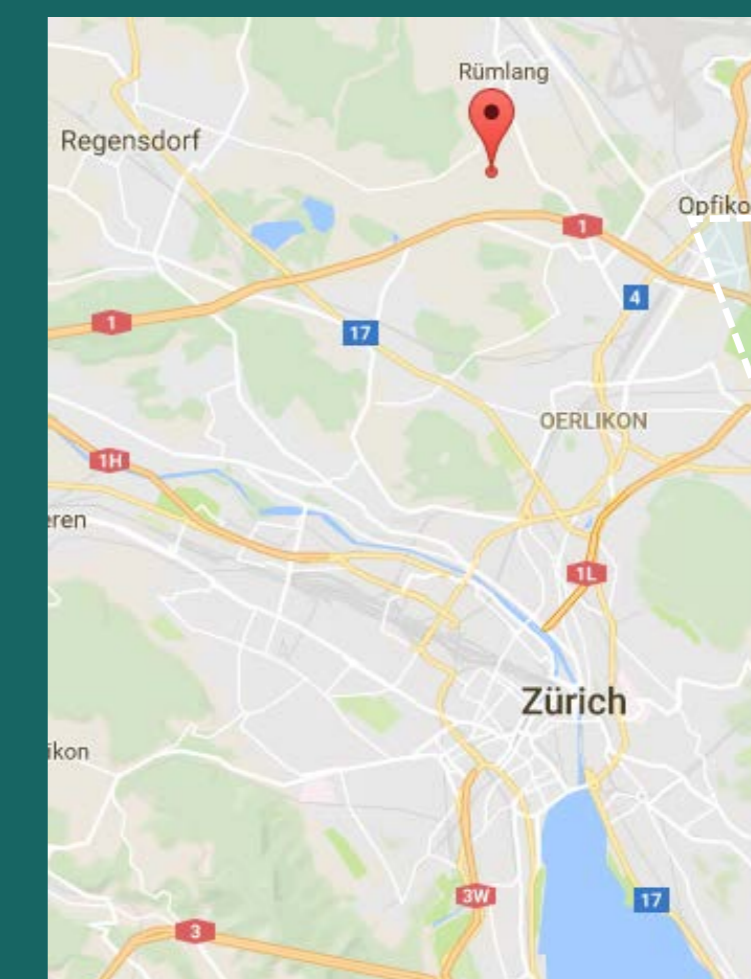 Rümlang
Regensdorf
Opfiko
1
4
1
17
OERLIKON
1H
eren
1L
Zürich
ikon
3W
17
3